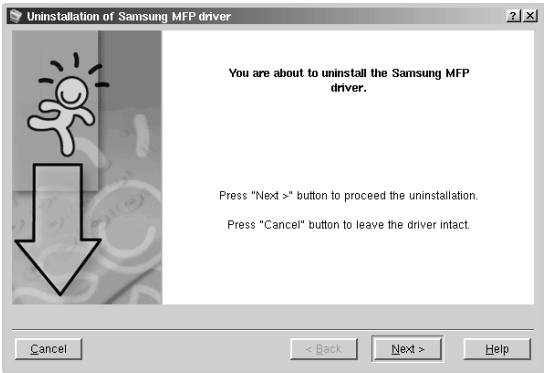 Uninstallation of Samsung MFP driver
You are about to uninstall the Samsung MFP
driver.
Press "Next >" button to proceed the uninstallation.
Press "Cancel" button to leave the driver intact.
Cancel
< Back
Next >
Help